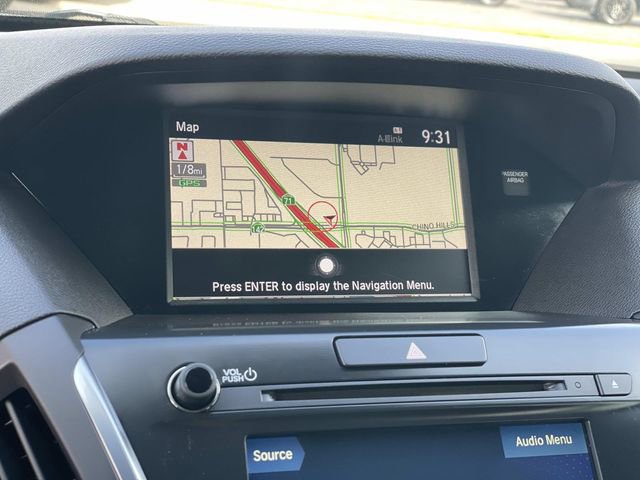 Map
A-Link
9:31
N
1/8mi
GPS
71
142
CHINO HILLS
Press ENTER to display the Navigation Menu.
PASSENGER
AIRBAG
VOL
PUSH
Source
Audio Menu